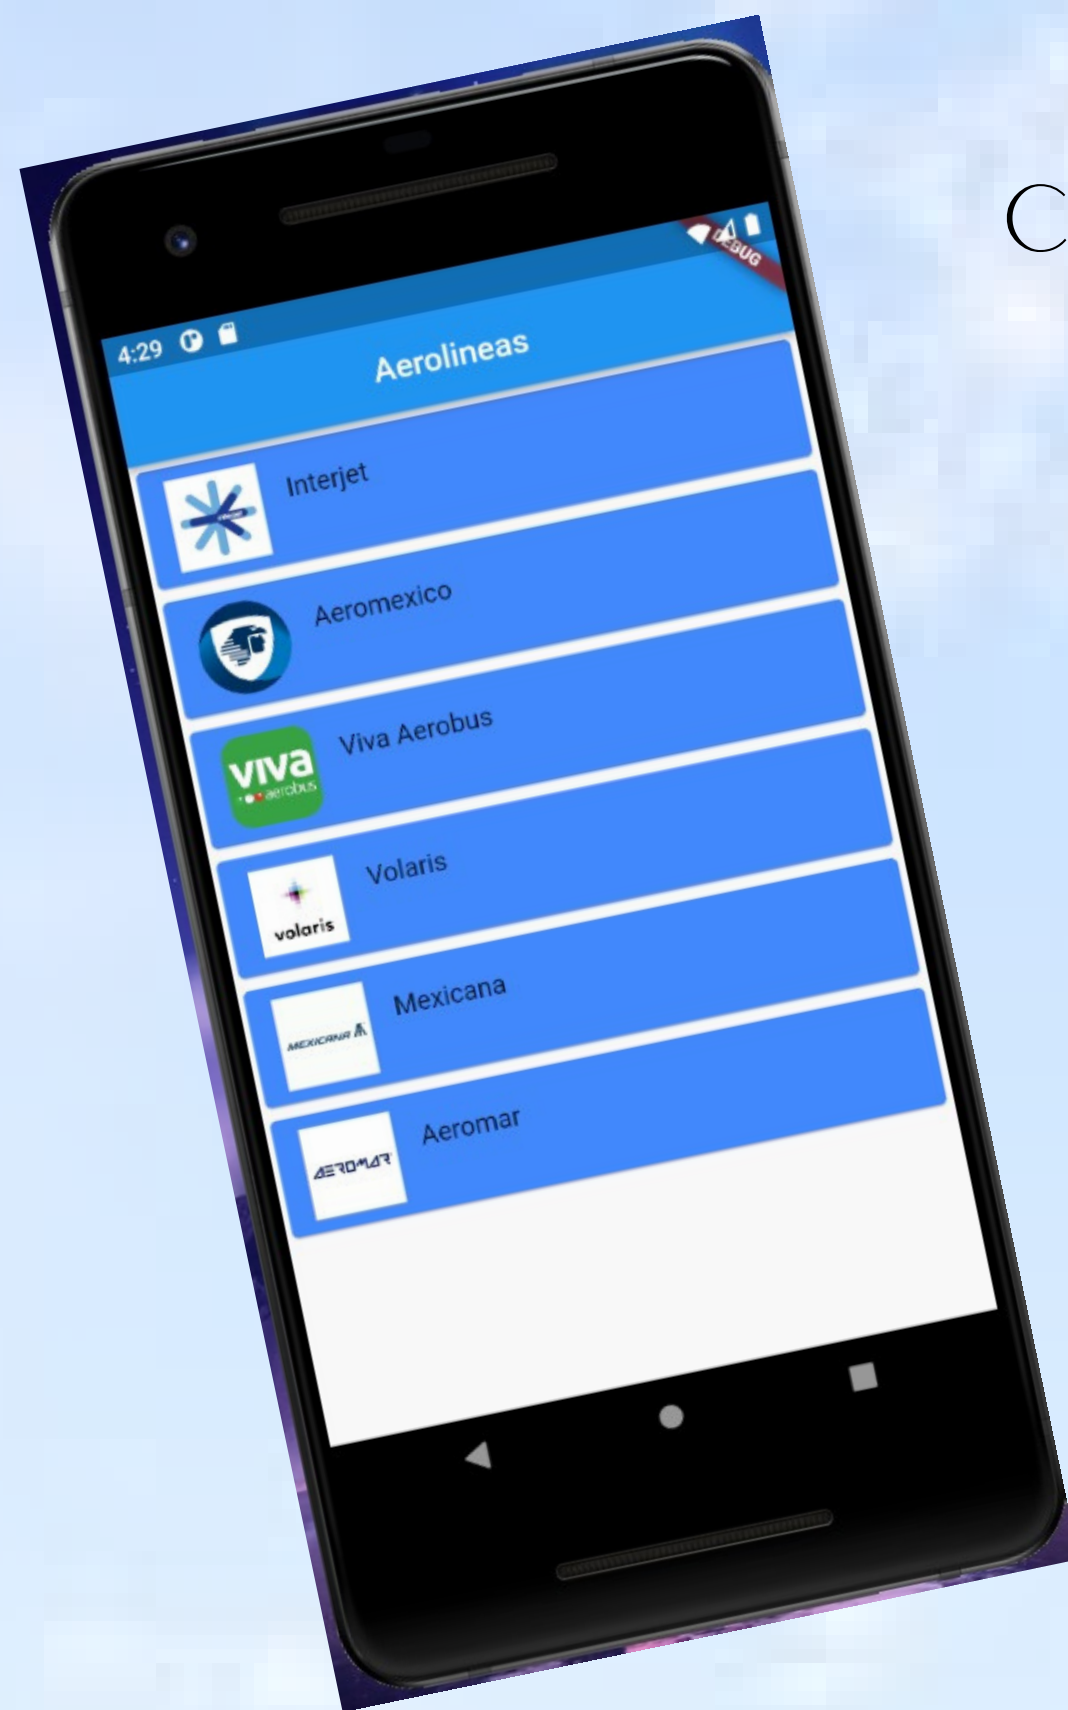 C
4:29
DEBUG
Aerolineas
Interjet
Aeromexico
Viva Aerobus
viva
aerobus
Volaris
volaris
Mexicana
MEXICANA
Aeromar
AEROMAR